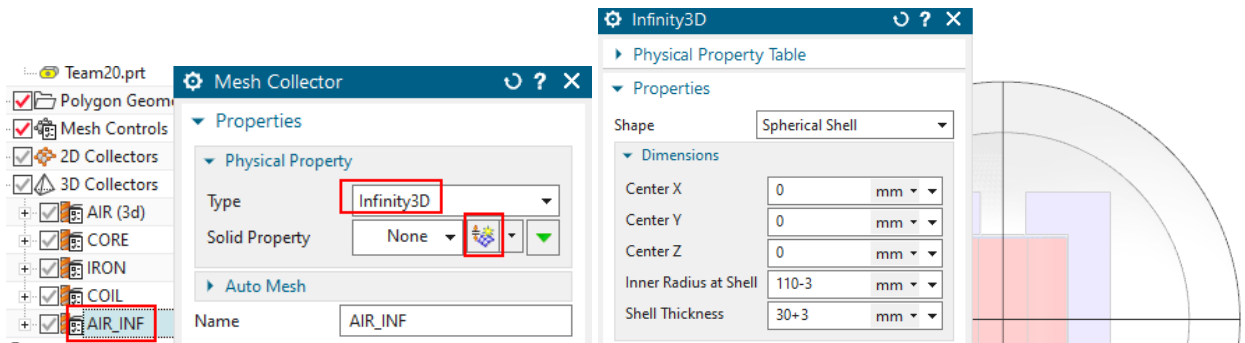 Team20.prt
Polygon Geom
Mesh Controls
2D Collectors
3D Collectors
AIR (3d)
CORE
IRON
COIL
AIR_INF
Mesh Collector
Properties
Physical Property
Type Infinity3D
Solid Property None
Auto Mesh
Name AIR_INF
Infinity3D
Physical Property Table
Properties
Shape Spherical Shell
Dimensions
Center X 0 mm
Center Y 0 mm
Center Z 0 mm
Inner Radius at Shell 110-3 mm
Shell Thickness 30+3 mm